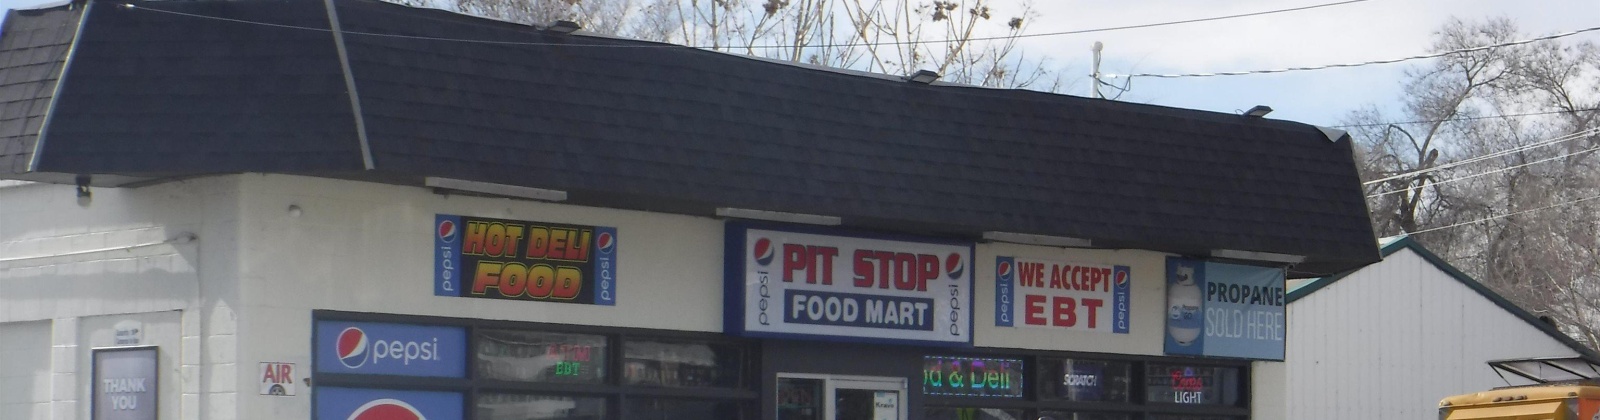 pepsi
HOT DELI
FOOD
pepsi
pepsi
PIT STOP
FOOD MART
pepsi
pepsi
WE ACCEPT
EBT
pepsi
PROPANE
SOLD HERE
pepsi
EBT
d & Deli
SCRATCH
LIGHT
AIR
THANK
YOU